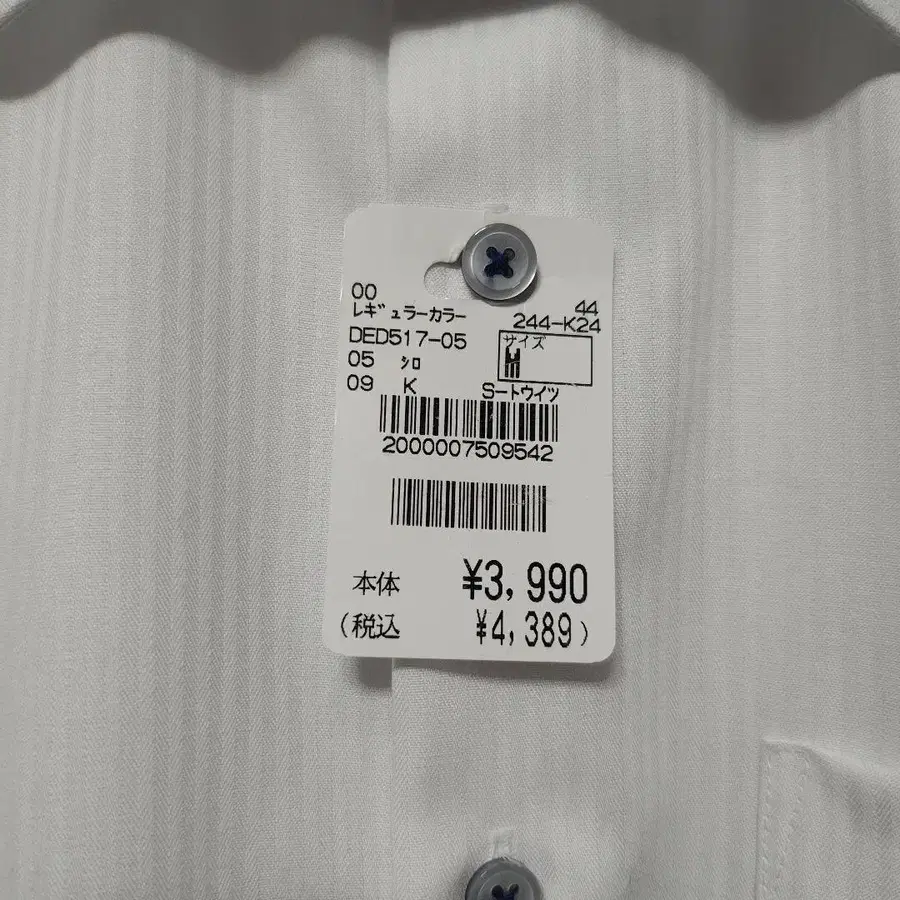 00
44
レギュラーカラー
244-K24
DED517-05
サイズ
05 シロ
M
09 K S-トウイツ
2000007509542
本体 ¥3,990
(税込 ¥4,389)